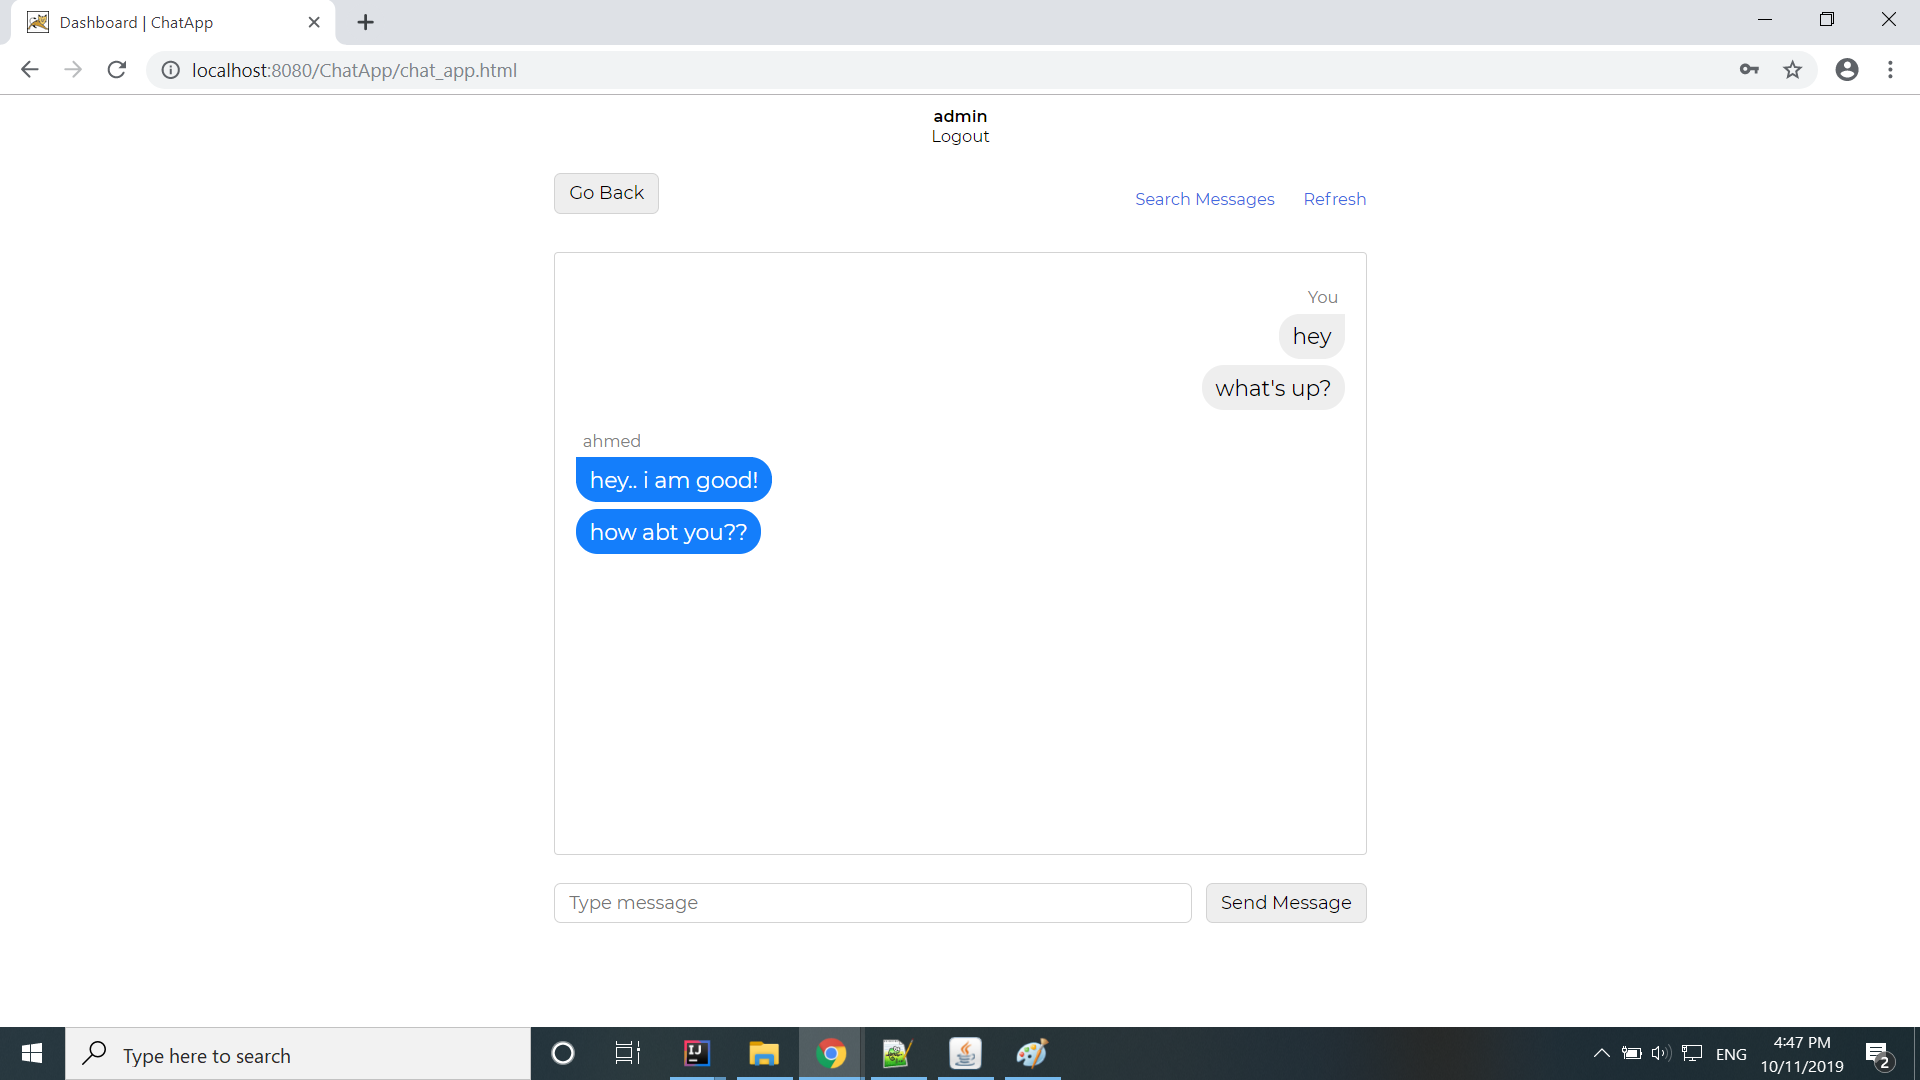 Dashboard | ChatApp
localhost:8080/ChatApp/chat_app.html
admin
Logout
Go Back
Search Messages Refresh
You
hey
what's up?
ahmed
hey.. i am good!
how abt you??
Type message
Send Message
Type here to search
IJ
ENG
4:47 PM
10/11/2019
2